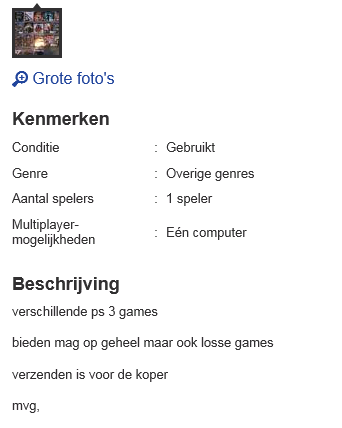 Grote foto's
Kenmerken
Conditie : Gebruikt
Genre : Overige genres
Aantal spelers : 1 speler
Multiplayer-
mogelijkheden : Eén computer
Beschrijving
verschillende ps 3 games
bieden mag op geheel maar ook losse games
verzenden is voor de koper
mvg,